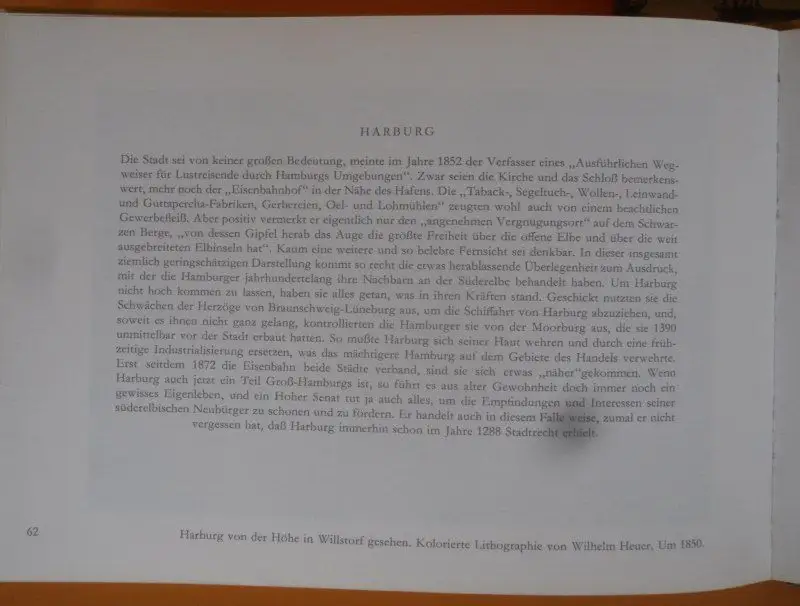 HARBURG
Die Stadt sei von keiner großen Bedeutung, meinte im Jahre 1852 der Verfasser eines „Ausführlichen Weg-
weiser für Lustreisende durch Hamburgs Umgebungen“. Zwar seien die Kirche und das Schloß bemerkens-
wert, mehr noch der „Eisenbahnhof“ in der Nähe des Hafens. Die „Taback-, Segeltuch-, Wollen-, Leinwand-
und Guttapercha-Fabriken, Gerbereien, Oel- und Lohmühlen“ zeugten wohl auch von einem beachtlichen
Gewerbefleiß. Aber positiv vermerkt er eigentlich nur den „angenehmen Vergnügungsort“ auf dem Schwar-
zen Berge, „von dessen Gipfel herab das Auge die größte Freiheit über die offene Elbe und über die weit
ausgebreiteten Elbinseln hat“. Kaum eine weitere und so belebte Fernsicht sei denkbar. In dieser insgesamt
ziemlich geringschätzigen Darstellung kommt so recht die etwas herablassende Überlegenheit zum Ausdruck,
mit der die Hamburger jahrhundertelang ihre Nachbarn an der Süderelbe behandelt haben. Um Harburg
nicht hoch kommen zu lassen, haben sie alles getan, was in ihren Kräften stand. Geschickt nutzten sie die
Schwächen der Herzöge von Braunschweig-Lüneburg aus, um die Schiffahrt von Harburg abzuziehen, und,
soweit es ihnen nicht ganz gelang, kontrollierten die Hamburger sie von der Moorburg aus, die sie 1390
unmittelbar vor der Stadt erbaut hatten. So mußte Harburg sich seiner Haut wehren und durch eine früh-
zeitige Industrialisierung ersetzen, was das mächtigere Hamburg auf dem Gebiete des Handels verwehrte.
Erst seitdem 1872 die Eisenbahn beide Städte verband, sind sie sich etwas „näher“gekommen. Wenn
Harburg auch jetzt ein Teil Groß-Hamburgs ist, so führt es aus alter Gewohnheit doch immer noch ein
gewisses Eigenleben, und ein Hoher Senat tut ja auch alles, um die Empfindungen und Interessen seiner
süderelbischen Neubürger zu schonen und zu fördern. Er handelt auch in diesem Falle weise, zumal er nicht
vergessen hat, daß Harburg immerhin schon im Jahre 1288 Stadtrecht erhielt.
62
Harburg von der Höhe in Willstorf gesehen. Kolorierte Lithographie von Wilhelm Heuer. Um 1850.